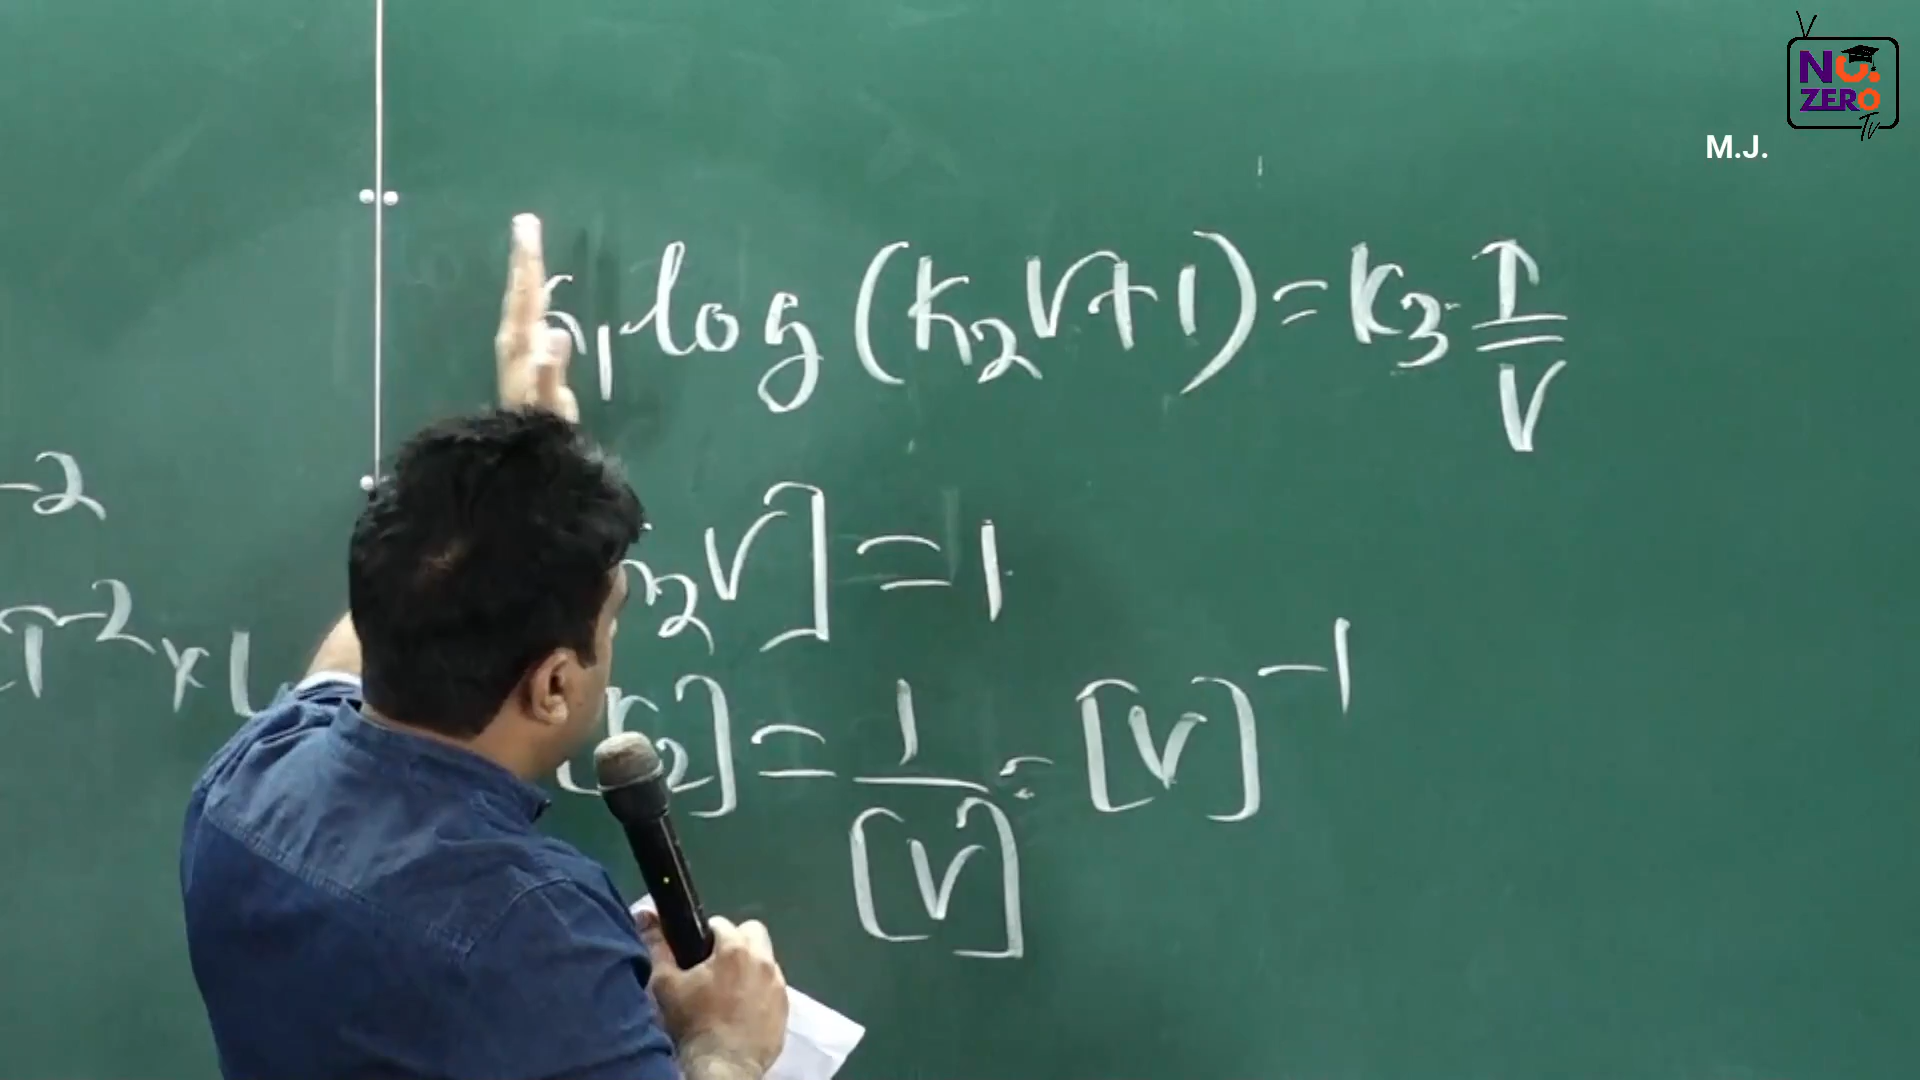 NO.
ZERO
Tv
M.J.
K₁ log (K₂V+1) = K₃ I/V
-2
T⁻² × L
K₂V] = 1
[K₂] = 1/[V] = [V]⁻¹